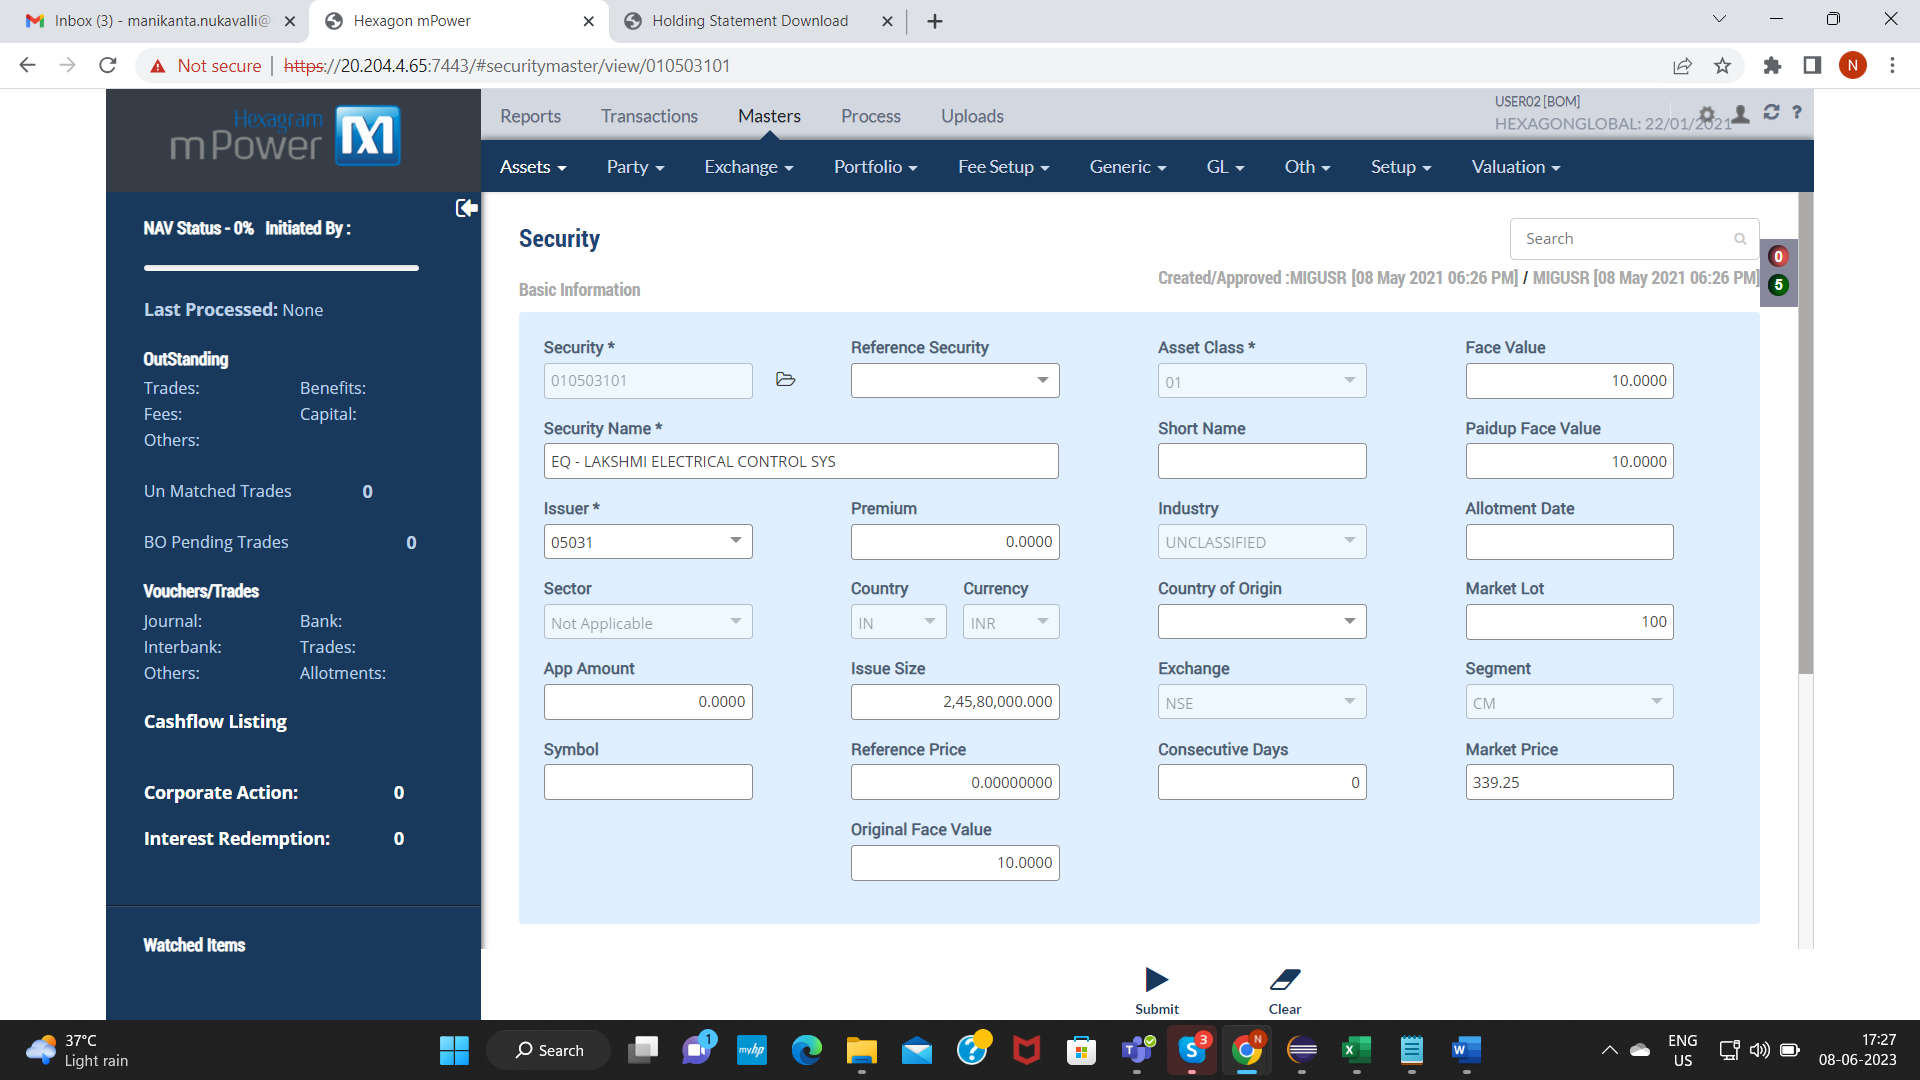 Inbox (3) - manikanta.nukavalli@
Hexagon mPower
Holding Statement Download
Not secure
https://20.204.4.65:7443/#securitymaster/view/010503101
N
Hexagram
mPower
Reports
Transactions
Masters
Process
Uploads
USER02 [BOM]
HEXAGONGLOBAL: 22/01/2021
?
Assets
Party
Exchange
Portfolio
Fee Setup
Generic
GL
Oth
Setup
Valuation
NAV Status - 0% Initiated By :
Last Processed: None
OutStanding
Trades:
Benefits:
Fees:
Capital:
Others:
Un Matched Trades 0
BO Pending Trades 0
Vouchers/Trades
Journal:
Bank:
Interbank:
Trades:
Others:
Allotments:
Cashflow Listing
Corporate Action: 0
Interest Redemption: 0
Watched Items
Security
Search
0
5
Basic Information
Created/Approved :MIGUSR [08 May 2021 06:26 PM] / MIGUSR [08 May 2021 06:26 PM]
Security *
Reference Security
Asset Class *
Face Value
010503101
01
10.0000
Security Name *
Short Name
Paidup Face Value
EQ - LAKSHMI ELECTRICAL CONTROL SYS
10.0000
Issuer *
Premium
Industry
Allotment Date
05031
0.0000
UNCLASSIFIED
Sector
Country
Currency
Country of Origin
Market Lot
Not Applicable
IN
INR
100
App Amount
Issue Size
Exchange
Segment
0.0000
2,45,80,000.000
NSE
CM
Symbol
Reference Price
Consecutive Days
Market Price
0.00000000
0
339.25
Original Face Value
10.0000
Submit
Clear
37°C
Light rain
Search
1
myhp
3
N
ENG
US
17:27
08-06-2023